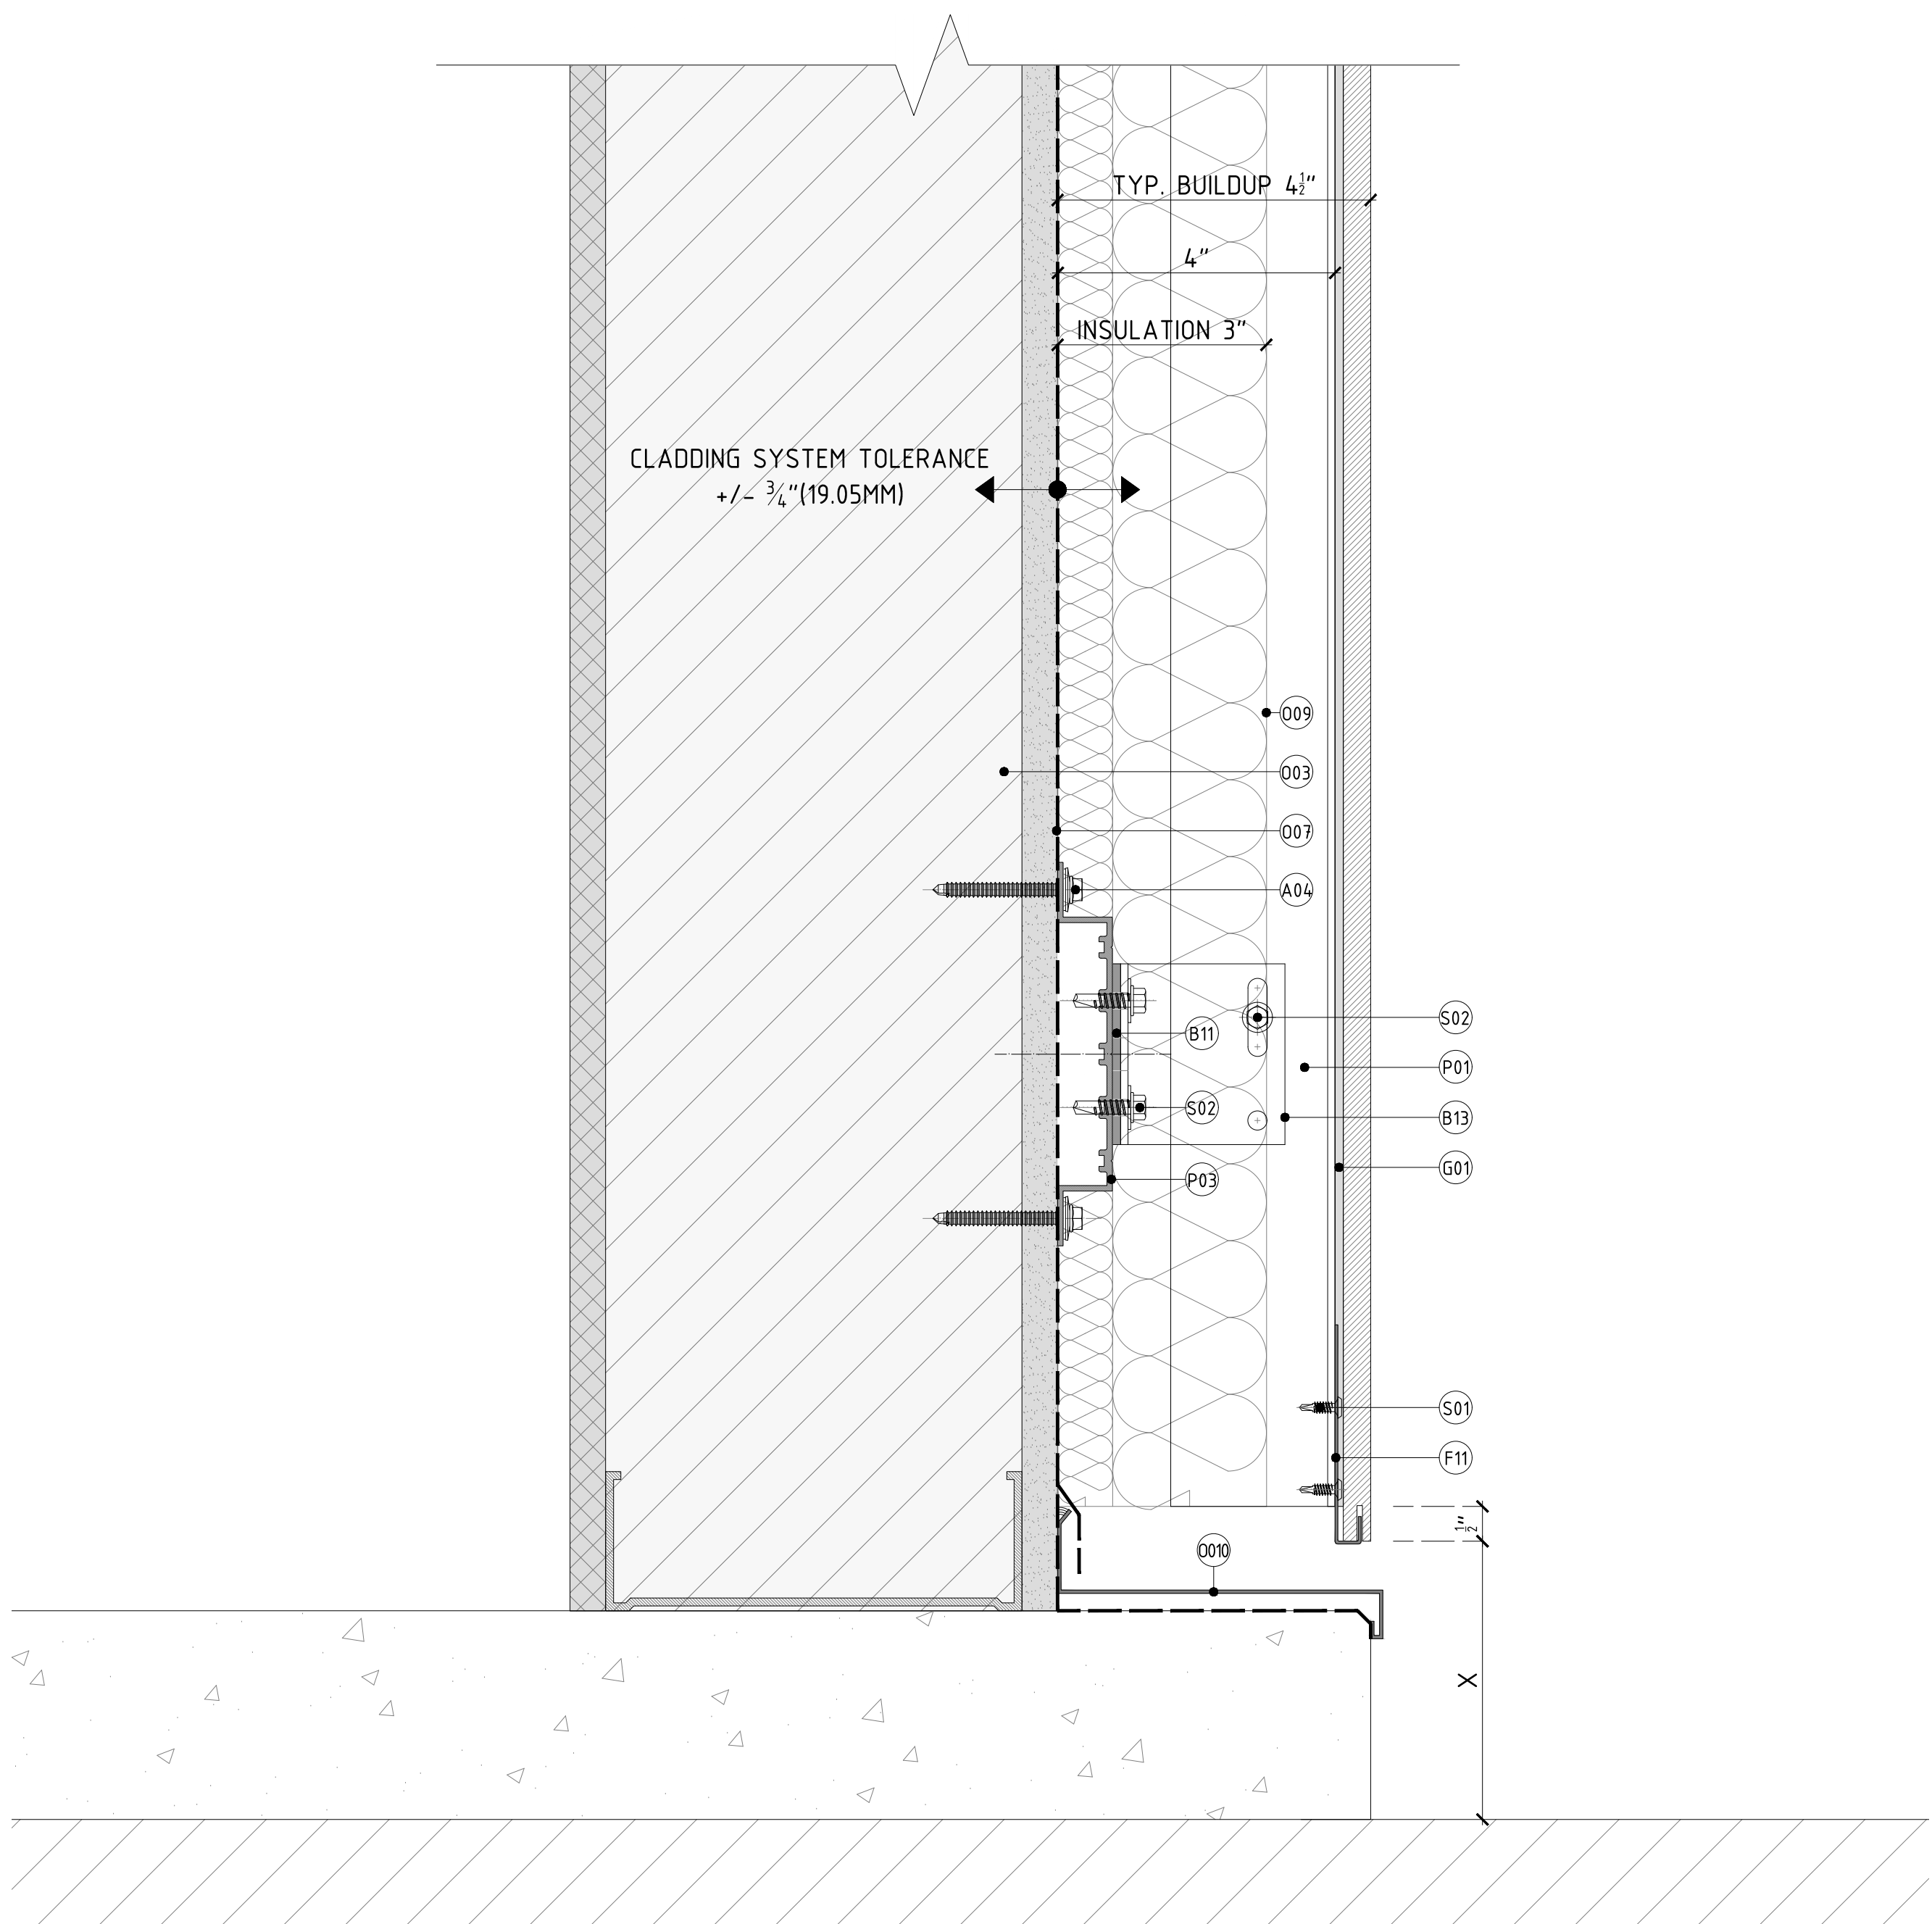 TYP. BUILDUP 4½"
4"
INSULATION 3"
CLADDING SYSTEM TOLERANCE
+/- 3/4"(19.05MM)
O09
O03
O07
A04
S02
B11
P01
S02
B13
G01
P03
S01
F11
½"
O010
X